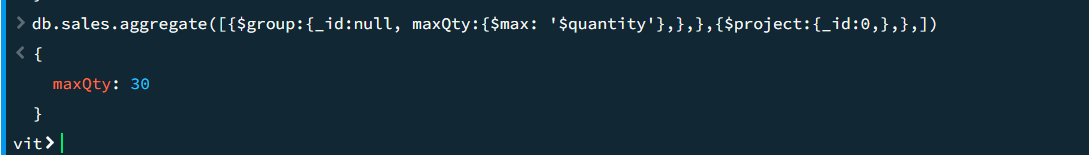 > db.sales.aggregate([{$group:{_id:null, maxQty:{$max: '$quantity'},},},{$project:{_id:0,},},])
< {
maxQty: 30
}
vit>